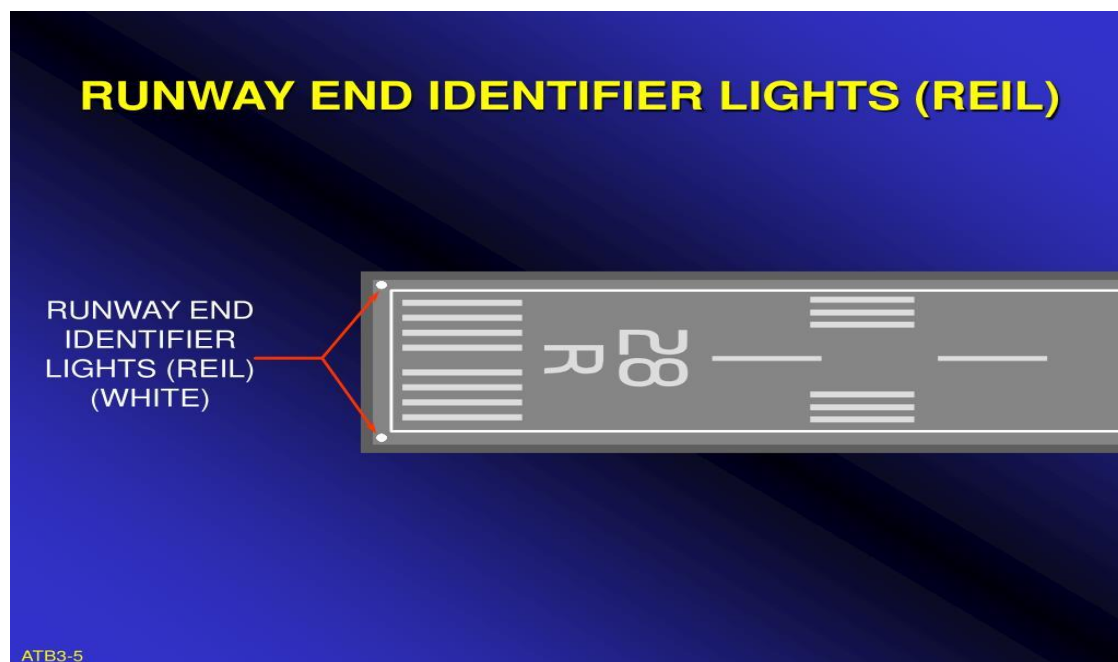 RUNWAY END IDENTIFIER LIGHTS (REIL)
RUNWAY END
IDENTIFIER
LIGHTS (REIL)
(WHITE)
28
R
ATB3-5